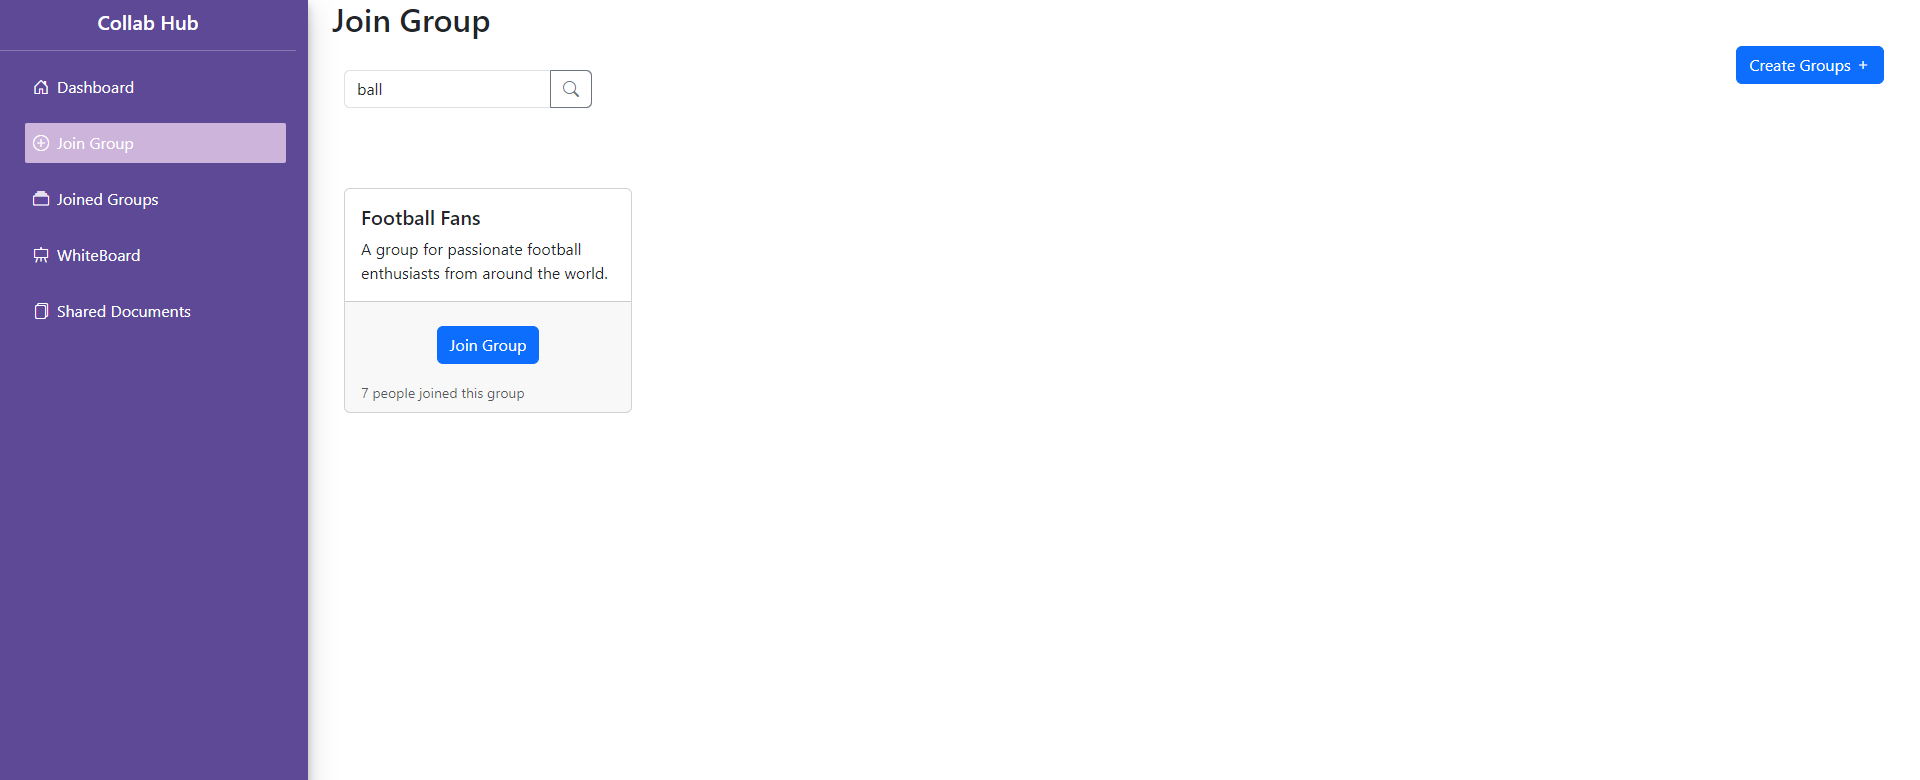 Collab Hub
Dashboard
Join Group
Joined Groups
WhiteBoard
Shared Documents
Join Group
Create Groups +
ball
Football Fans
A group for passionate football
enthusiasts from around the world.
Join Group
7 people joined this group